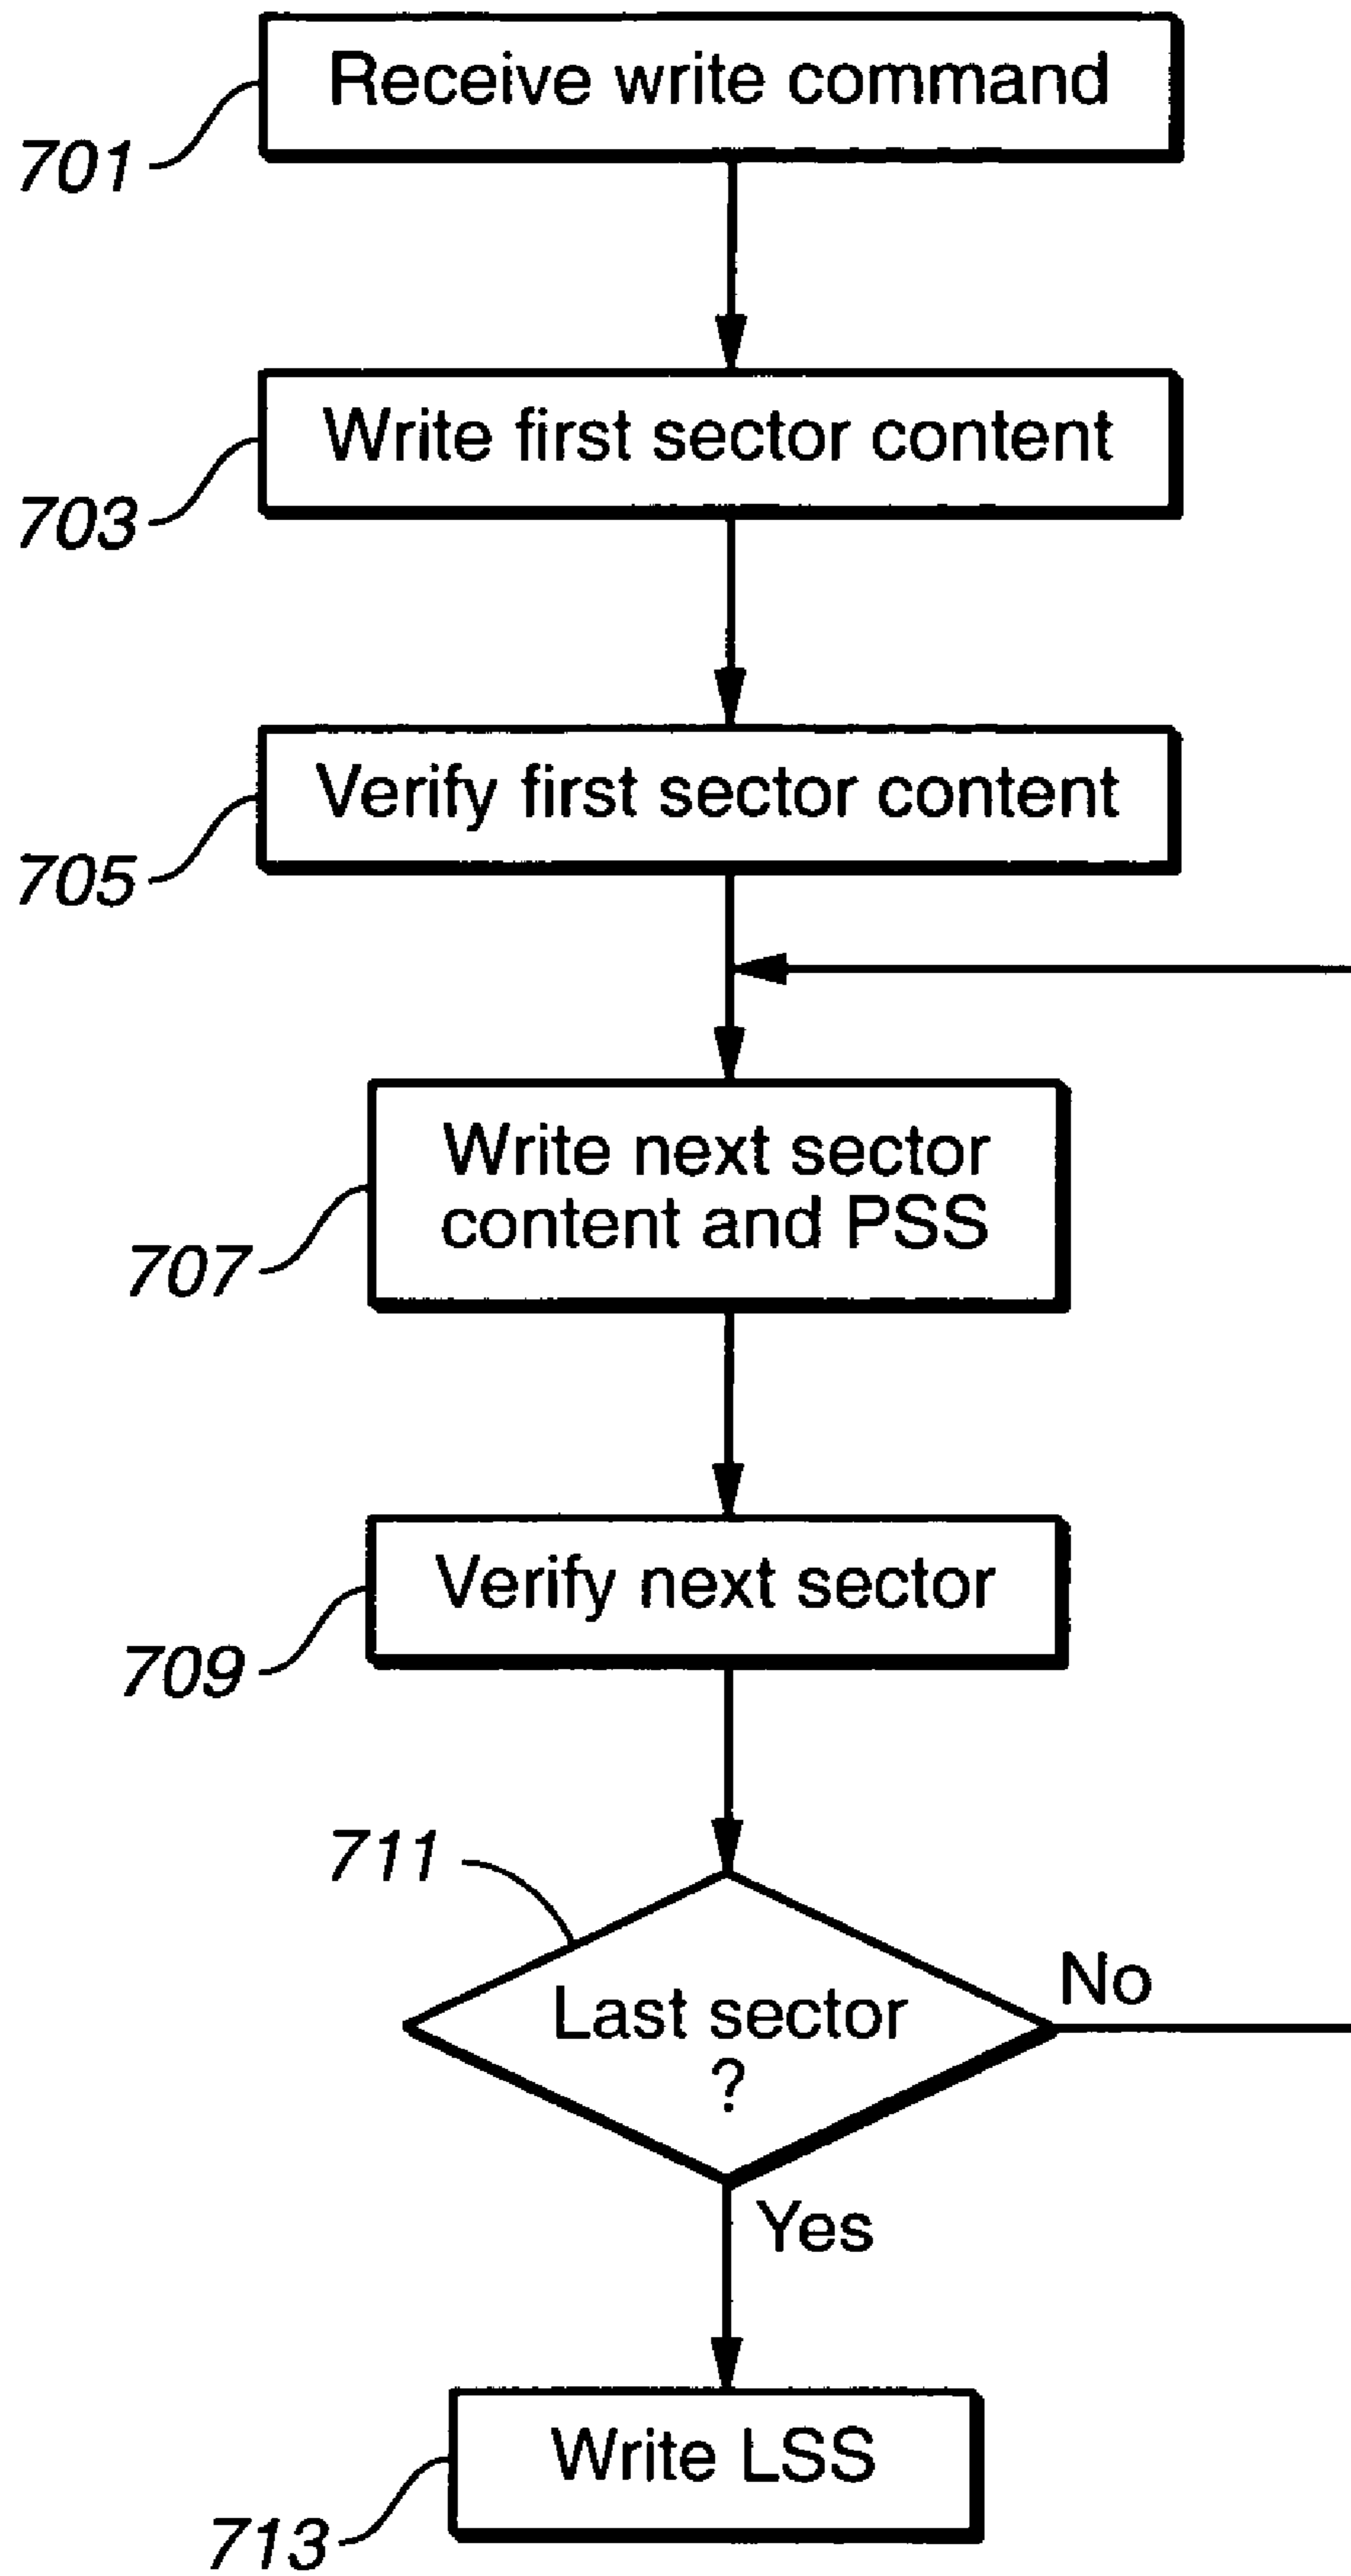 Receive write command
701
Write first sector content
703
Verify first sector content
705
Write next sector
content and PSS
707
Verify next sector
709
711
Last sector
?
No
Yes
Write LSS
713